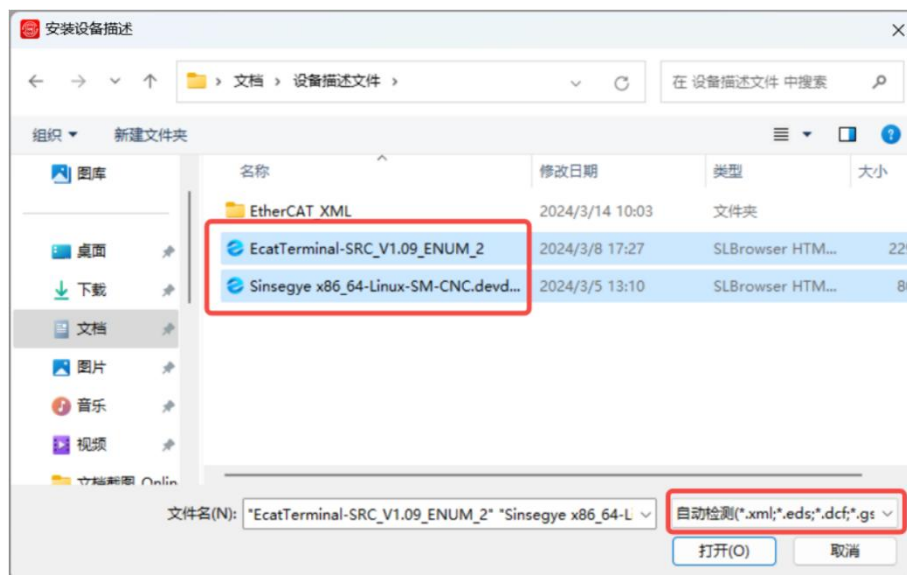 安装设备描述
文档 › 设备描述文件 ›
在 设备描述文件 中搜索
组织 新建文件夹
图库
桌面
下载
文档
图片
音乐
视频
名称 修改日期 类型 大小
EtherCAT XML 2024/3/14 10:03 文件夹
EcatTerminal-SRC_V1.09_ENUM_2 2024/3/8 17:27 SLBrowser HTM... 229
Sinsegye x86_64-Linux-SM-CNC.devd... 2024/3/5 13:10 SLBrowser HTM...
文件名(N): "EcatTerminal-SRC_V1.09_ENUM_2" "Sinsegye x86_64-L 自动检测(*.xml;*.eds;*.dcf;*.gs
打开(O) 取消